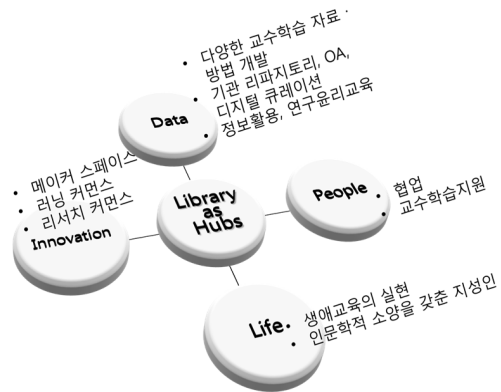 • 다양한 교수학습 자료 ·
방법 개발
• 기관 리파지토리, OA,
디지털 큐레이션
• 정보활용, 연구윤리교육
Data
• 메이커 스페이스
• 러닝 커먼스
• 리서치 커먼스
Innovation
Library
as
Hubs
People
• 협업
• 교수학습지원
Life
• 생애교육의 실현
• 인문학적 소양을 갖춘 지성인